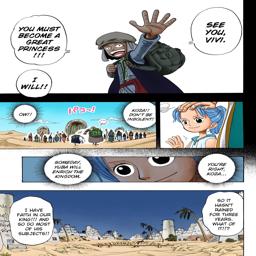 SEE
YOU,
VIVI.
YOU MUST
BECOME A
GREAT
PRINCESS!!!
I
WILL!!
KOZA!
DON'T BE
INSOLENT!
OW!!
YOU'RE
RIGHT,
KOZA...
SOMEDAY,
YUBA WILL
ENRICH THE
KINGDOM.
SO IT
HASN'T
RAINED FOR
THREE
YEARS.
WHAT OF
IT!?
I HAVE
FAITH IN OUR
KING!!! AND
SO DO MOST
OF HIS
SUBJECTS!!